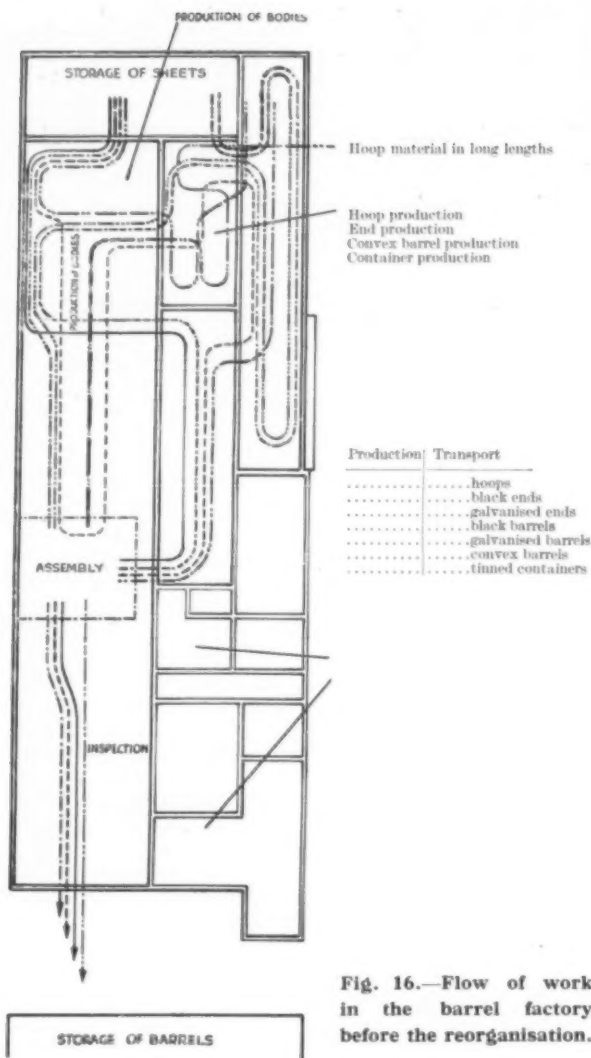 PRODUCTION OF BODIES
STORAGE OF SHEETS
Hoop material in long lengths
Hoop production
End production
Convex barrel production
Container production
PRODUCTION of BODIES
Production Transport
..........hoops
..........black ends
..........galvanised ends
..........black barrels
..........galvanised barrels
..........convex barrels
..........tinned containers
ASSEMBLY
INSPECTION
Fig. 16.—Flow of work
in the barrel factory
before the reorganisation.
STORAGE OF BARRELS